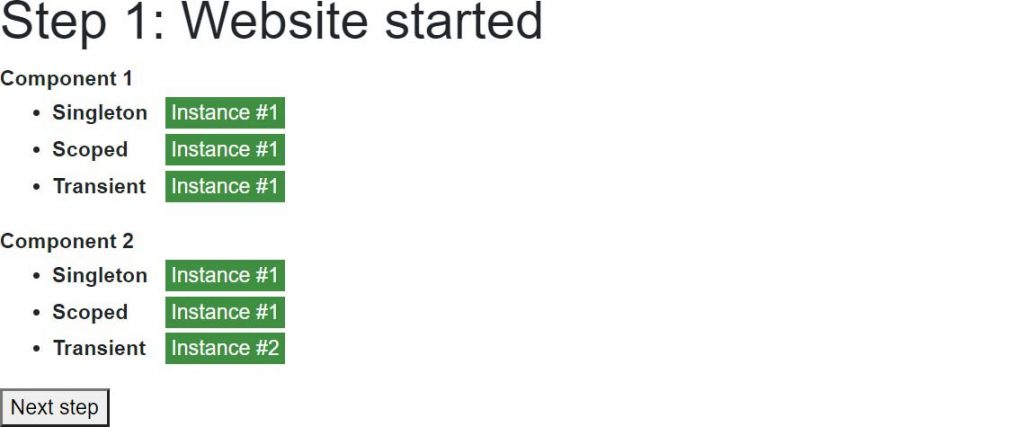 Step 1: Website started
Component 1
• Singleton Instance #1
• Scoped Instance #1
• Transient Instance #1
Component 2
• Singleton Instance #1
• Scoped Instance #1
• Transient Instance #2
Next step